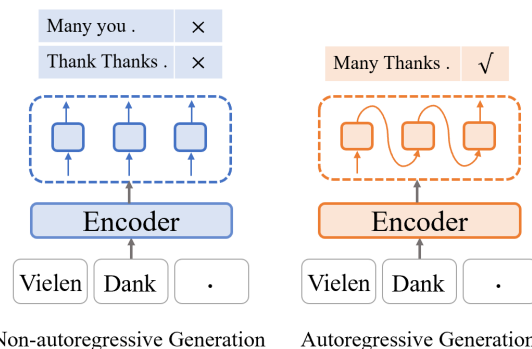 Many you . ×
Thank Thanks . ×
Many Thanks . √
Encoder
Encoder
Vielen Dank .
Vielen Dank .
Non-autoregressive Generation
Autoregressive Generation